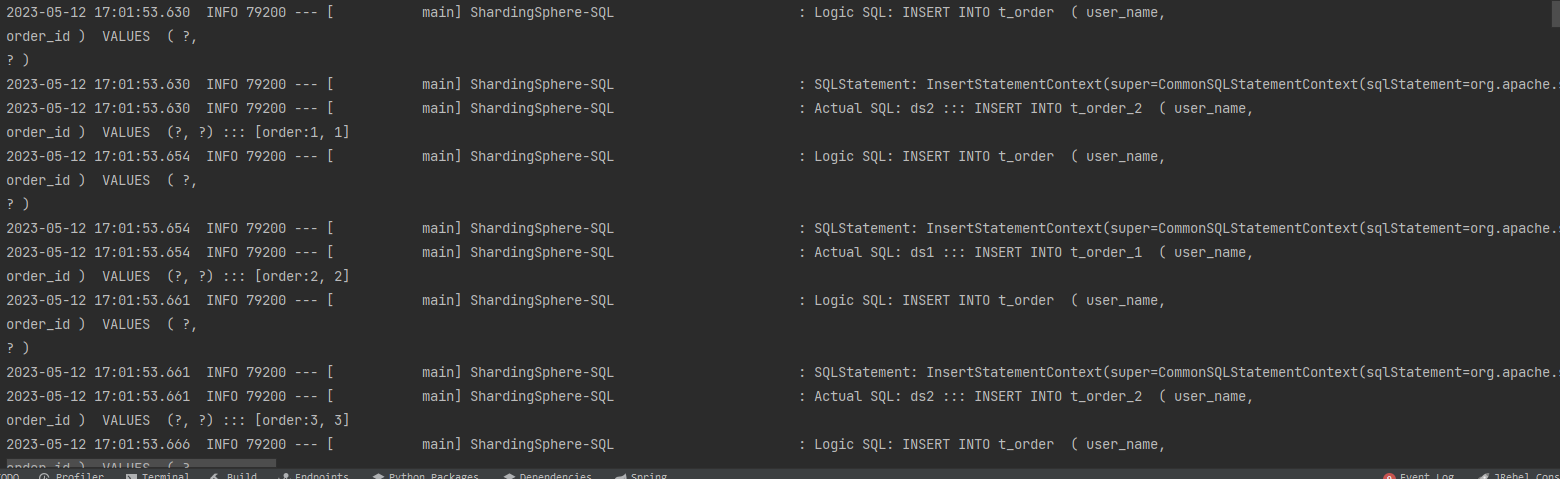 2023-05-12 17:01:53.630  INFO 79200 --- [           main] ShardingSphere-SQL                       : Logic SQL: INSERT INTO t_order  ( user_name,
order_id )  VALUES  ( ?,
? )
2023-05-12 17:01:53.630  INFO 79200 --- [           main] ShardingSphere-SQL                       : SQLStatement: InsertStatementContext(super=CommonSQLStatementContext(sqlStatement=org.apache.s
2023-05-12 17:01:53.630  INFO 79200 --- [           main] ShardingSphere-SQL                       : Actual SQL: ds2 ::: INSERT INTO t_order_2  ( user_name,
order_id )  VALUES  (?, ?) ::: [order:1, 1]
2023-05-12 17:01:53.654  INFO 79200 --- [           main] ShardingSphere-SQL                       : Logic SQL: INSERT INTO t_order  ( user_name,
order_id )  VALUES  ( ?,
? )
2023-05-12 17:01:53.654  INFO 79200 --- [           main] ShardingSphere-SQL                       : SQLStatement: InsertStatementContext(super=CommonSQLStatementContext(sqlStatement=org.apache.s
2023-05-12 17:01:53.654  INFO 79200 --- [           main] ShardingSphere-SQL                       : Actual SQL: ds1 ::: INSERT INTO t_order_1  ( user_name,
order_id )  VALUES  (?, ?) ::: [order:2, 2]
2023-05-12 17:01:53.661  INFO 79200 --- [           main] ShardingSphere-SQL                       : Logic SQL: INSERT INTO t_order  ( user_name,
order_id )  VALUES  ( ?,
? )
2023-05-12 17:01:53.661  INFO 79200 --- [           main] ShardingSphere-SQL                       : SQLStatement: InsertStatementContext(super=CommonSQLStatementContext(sqlStatement=org.apache.s
2023-05-12 17:01:53.661  INFO 79200 --- [           main] ShardingSphere-SQL                       : Actual SQL: ds2 ::: INSERT INTO t_order_2  ( user_name,
order_id )  VALUES  (?, ?) ::: [order:3, 3]
2023-05-12 17:01:53.666  INFO 79200 --- [           main] ShardingSphere-SQL                       : Logic SQL: INSERT INTO t_order  ( user_name,
order_id )  VALUES  ( ?,
TODO Profiler Terminal Build Endpoints Python Packages Dependencies Spring Event Log JRebel Cons